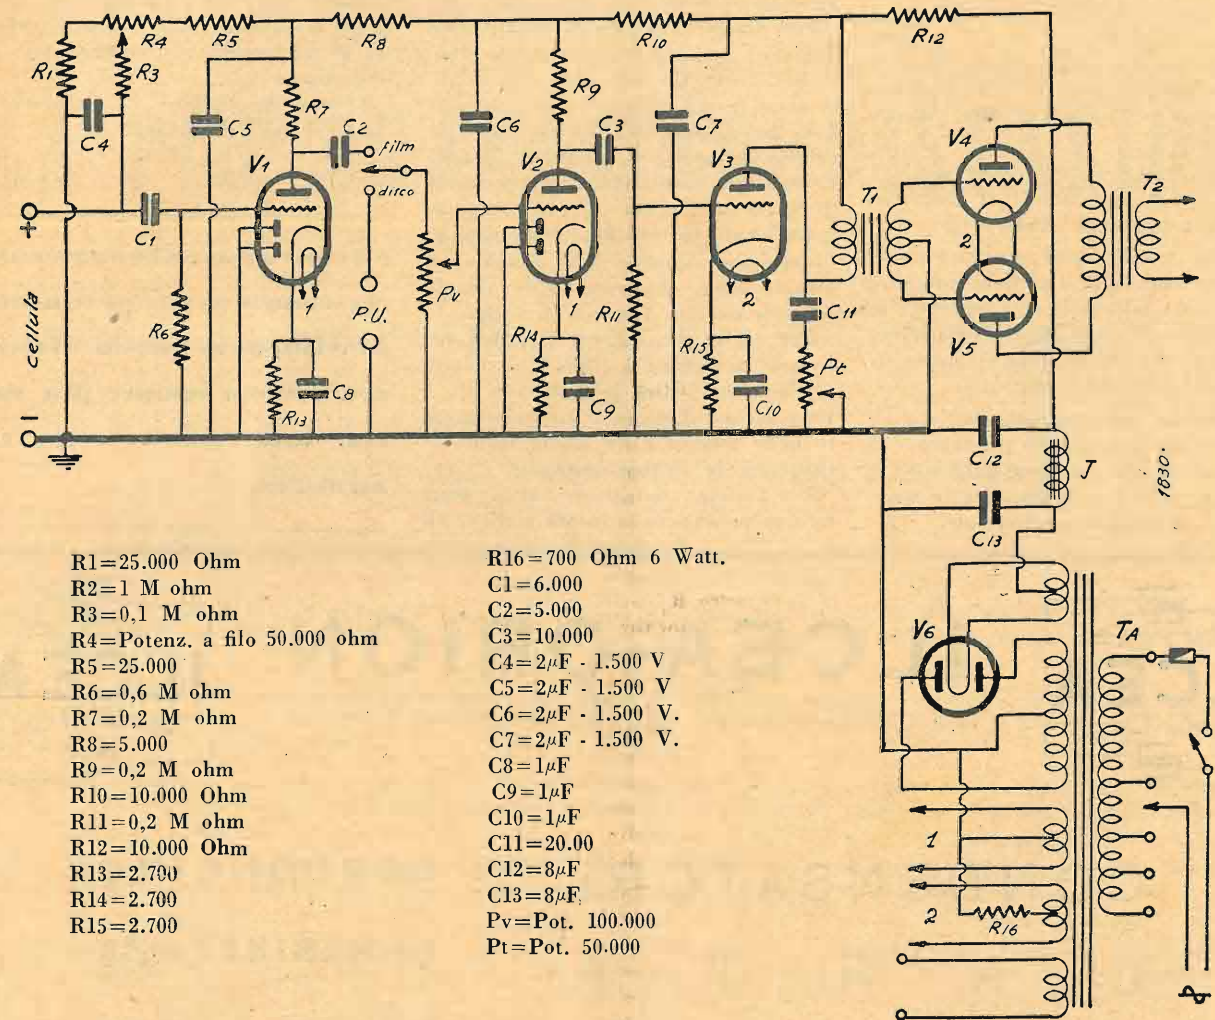 R4
R5
R8
R10
R12
R1
R3
R7
R9
C4
C5
C2
film
C6
C3
C7
V1
V2
V3
V4
disco
T1
T2
+
C1
2
Cellula
R6
1
P.U.
Pv
1
R11
2
C11
V5
R14
R15
Pt
R13
C8
C9
C10
−
C12
J
1830.
C13
R1=25.000 Ohm
R2=1 M ohm
R3=0,1 M ohm
R4=Potenz. a filo 50.000 ohm
R5=25.000
R6=0,6 M ohm
R7=0,2 M ohm
R8=5.000
R9=0,2 M ohm
R10=10.000 Ohm
R11=0,2 M ohm
R12=10.000 Ohm
R13=2.700
R14=2.700
R15=2.700
R16=700 Ohm 6 Watt.
C1=6.000
C2=5.000
C3=10.000
C4=2µF - 1.500 V
C5=2µF - 1.500 V
C6=2µF - 1.500 V.
C7=2µF - 1.500 V.
C8=1µF
C9=1µF
C10=1µF
C11=20.00
C12=8µF
C13=8µF
Pv=Pot. 100.000
Pt=Pot. 50.000
V6
TA
1
2
R16